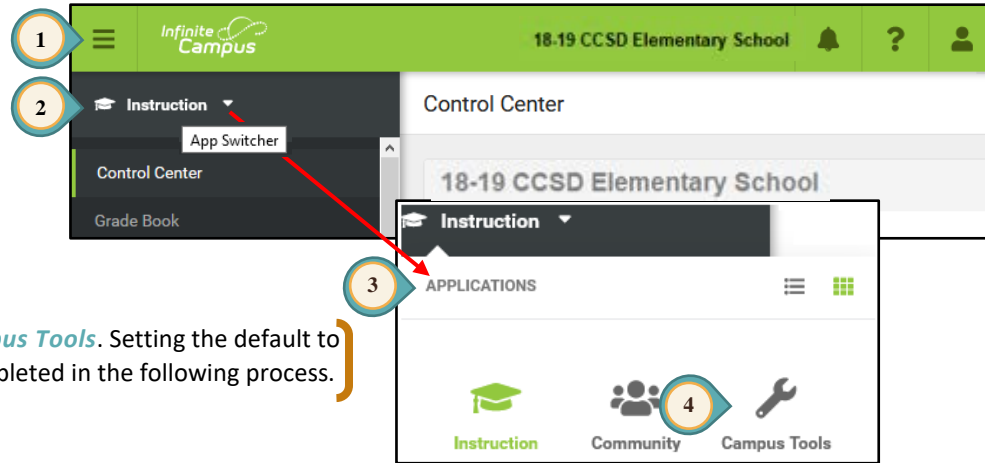 1
Infinite
Campus
18-19 CCSD Elementary School
?
2
Instruction
App Switcher
Control Center
Control Center
18-19 CCSD Elementary School
Grade Book
Instruction
3
APPLICATIONS
Tools. Setting the default to
in the following process.
4
Instruction
Community
Campus Tools